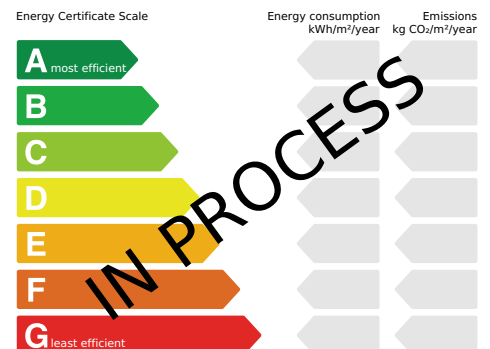 Energy Certificate Scale
Energy consumption
kWh/m²/year
Emissions
kg CO₂/m²/year
A most efficient
B
C
D
E
F
G least efficient
IN PROCESS